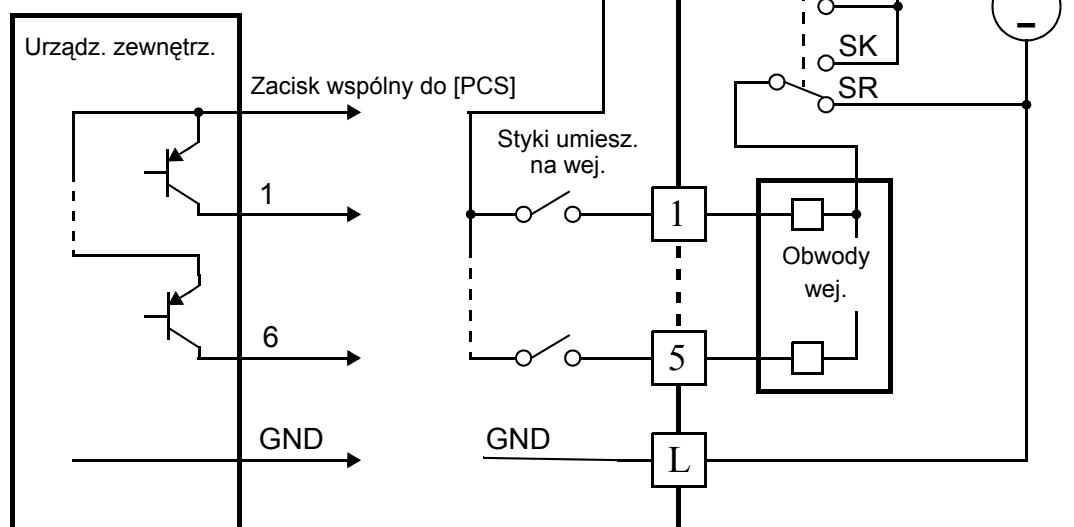 Urządz. zewnętrz.
Zacisk wspólny do [PCS]
SK
SR
Styki umiesz.
na wej.
1
1
Obwody
wej.
6
5
GND
GND
L